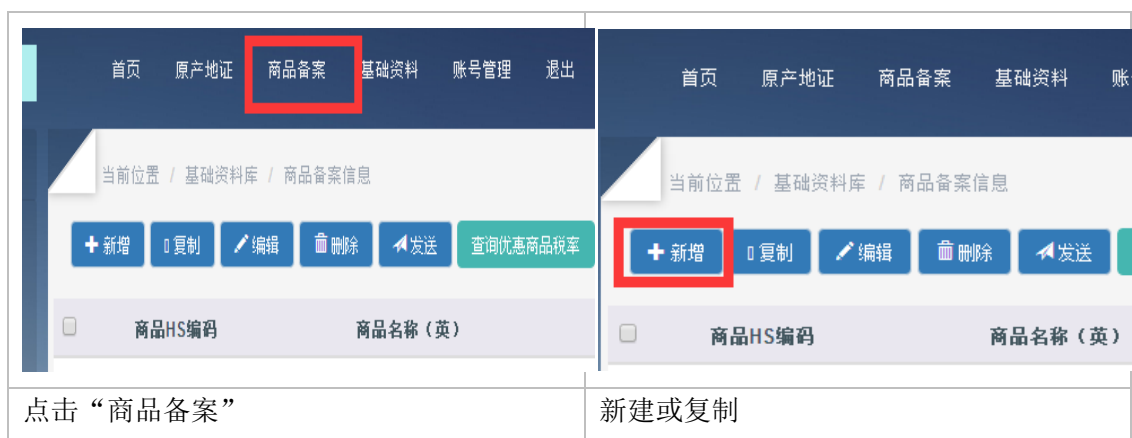 首页 原产地证 商品备案 基础资料 账号管理 退出
当前位置 / 基础资料库 / 商品备案信息
新增 复制 编辑 删除 发送 查询优惠商品税率
商品HS编码 商品名称（英）
点击“商品备案”
首页 原产地证 商品备案 基础资料 账
当前位置 / 基础资料库 / 商品备案信息
新增 复制 编辑 删除 发送
商品HS编码 商品名称（英）
新建或复制